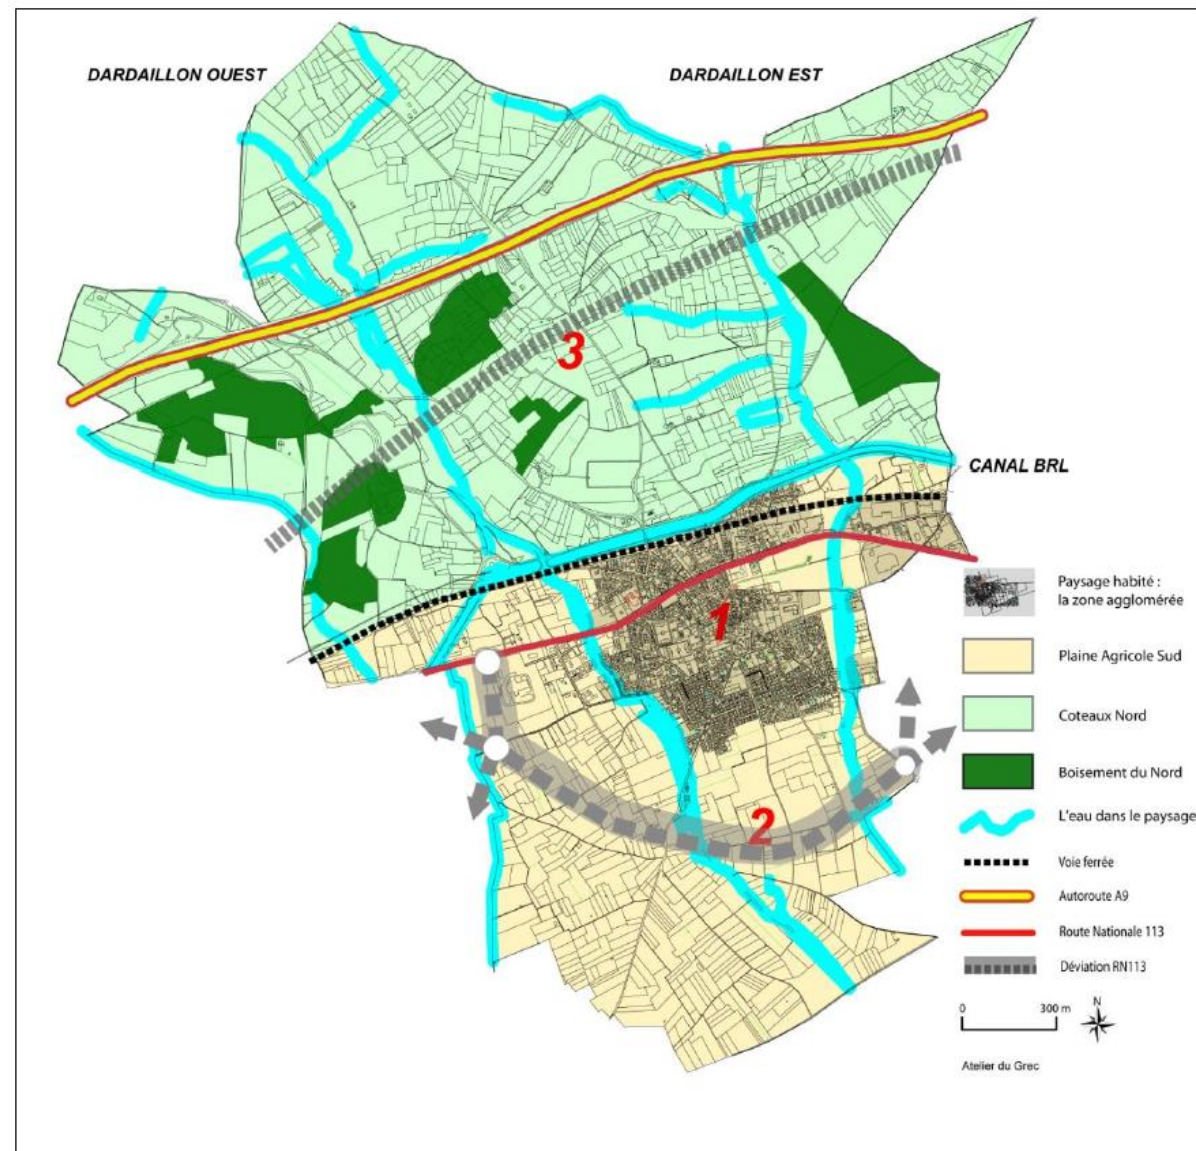 DARDAILLON OUEST
DARDAILLON EST
3
CANAL BRL
1
2
Paysage habité :
la zone agglomérée
Plaine Agricole Sud
Coteaux Nord
Boisement du Nord
L'eau dans le paysage
Voie ferrée
Autoroute A9
Route Nationale 113
Déviation RN113
0 300 m
N
Atelier du Grec